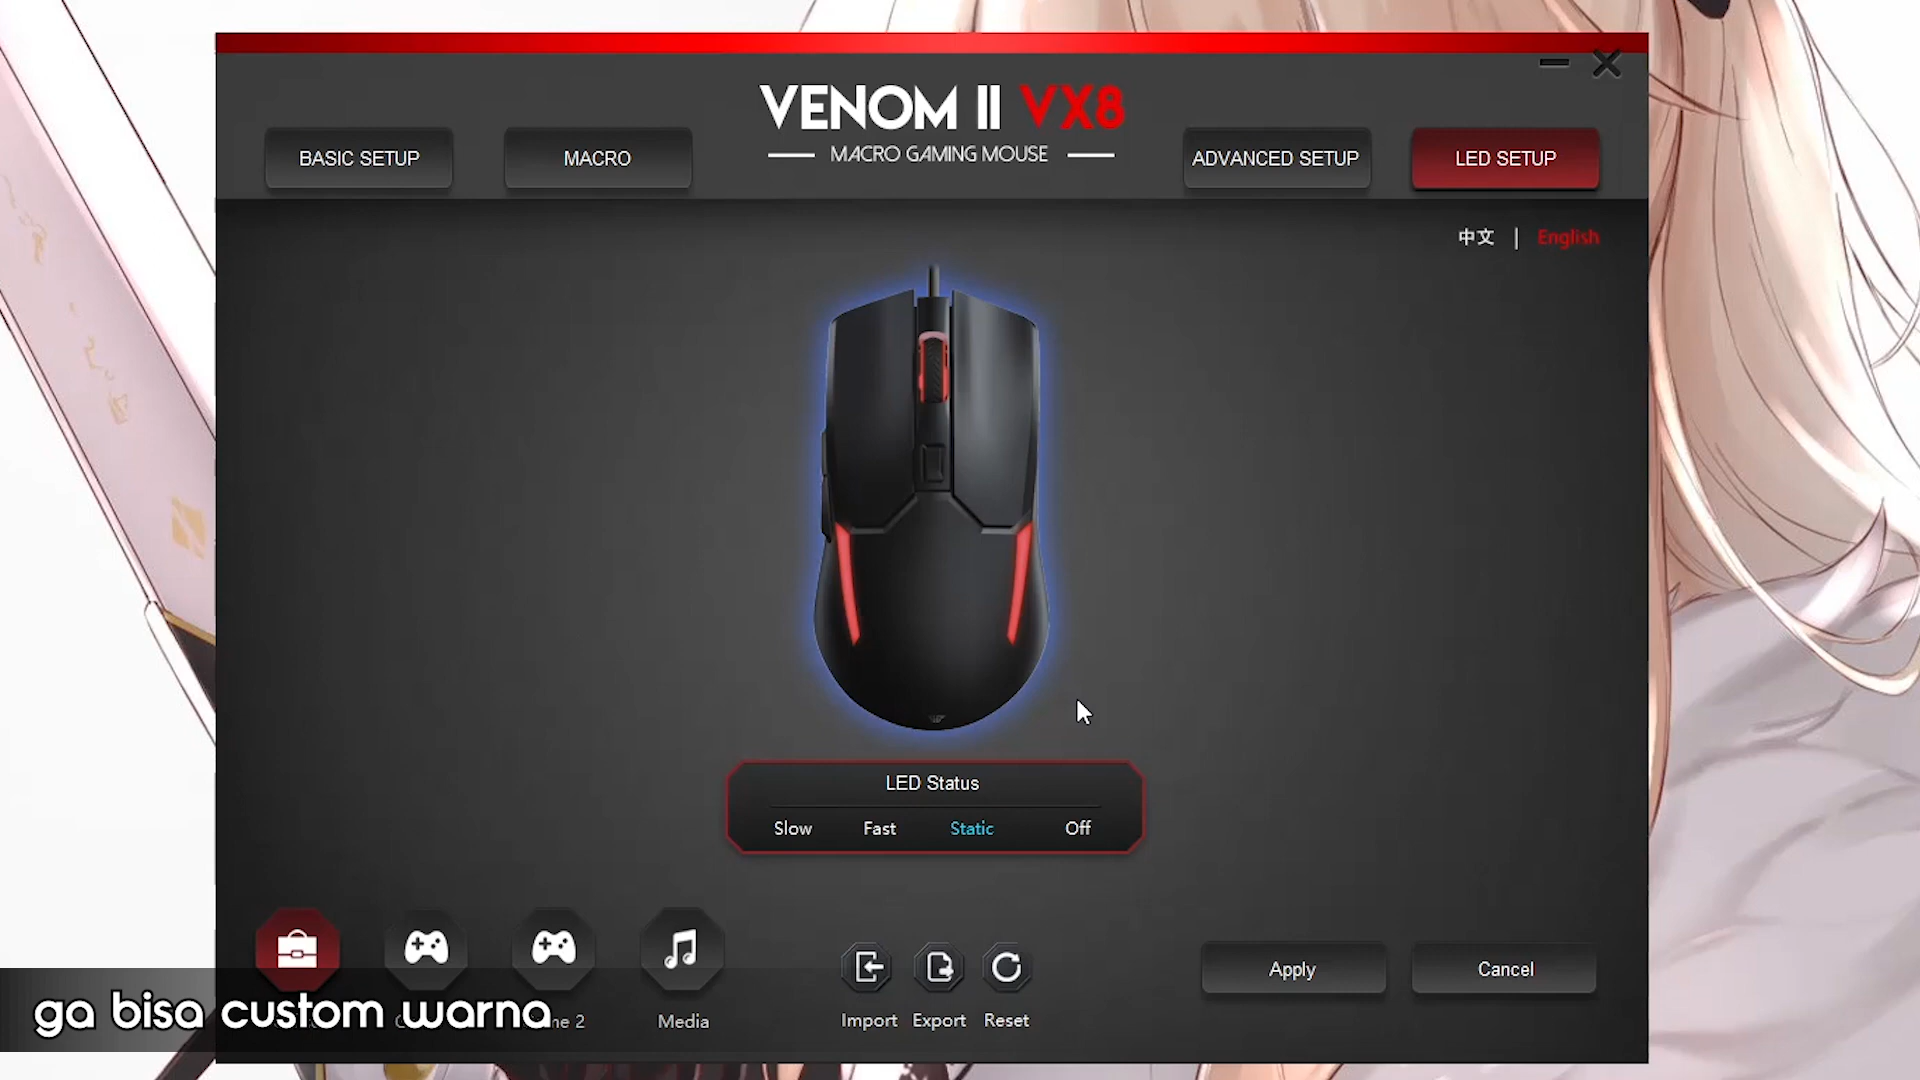 VENOM II VX8
MACRO GAMING MOUSE
BASIC SETUP
MACRO
ADVANCED SETUP
LED SETUP
中文 | English
LED Status
Slow Fast Static Off
Media
Import Export Reset
Apply
Cancel
ga bisa custom warna